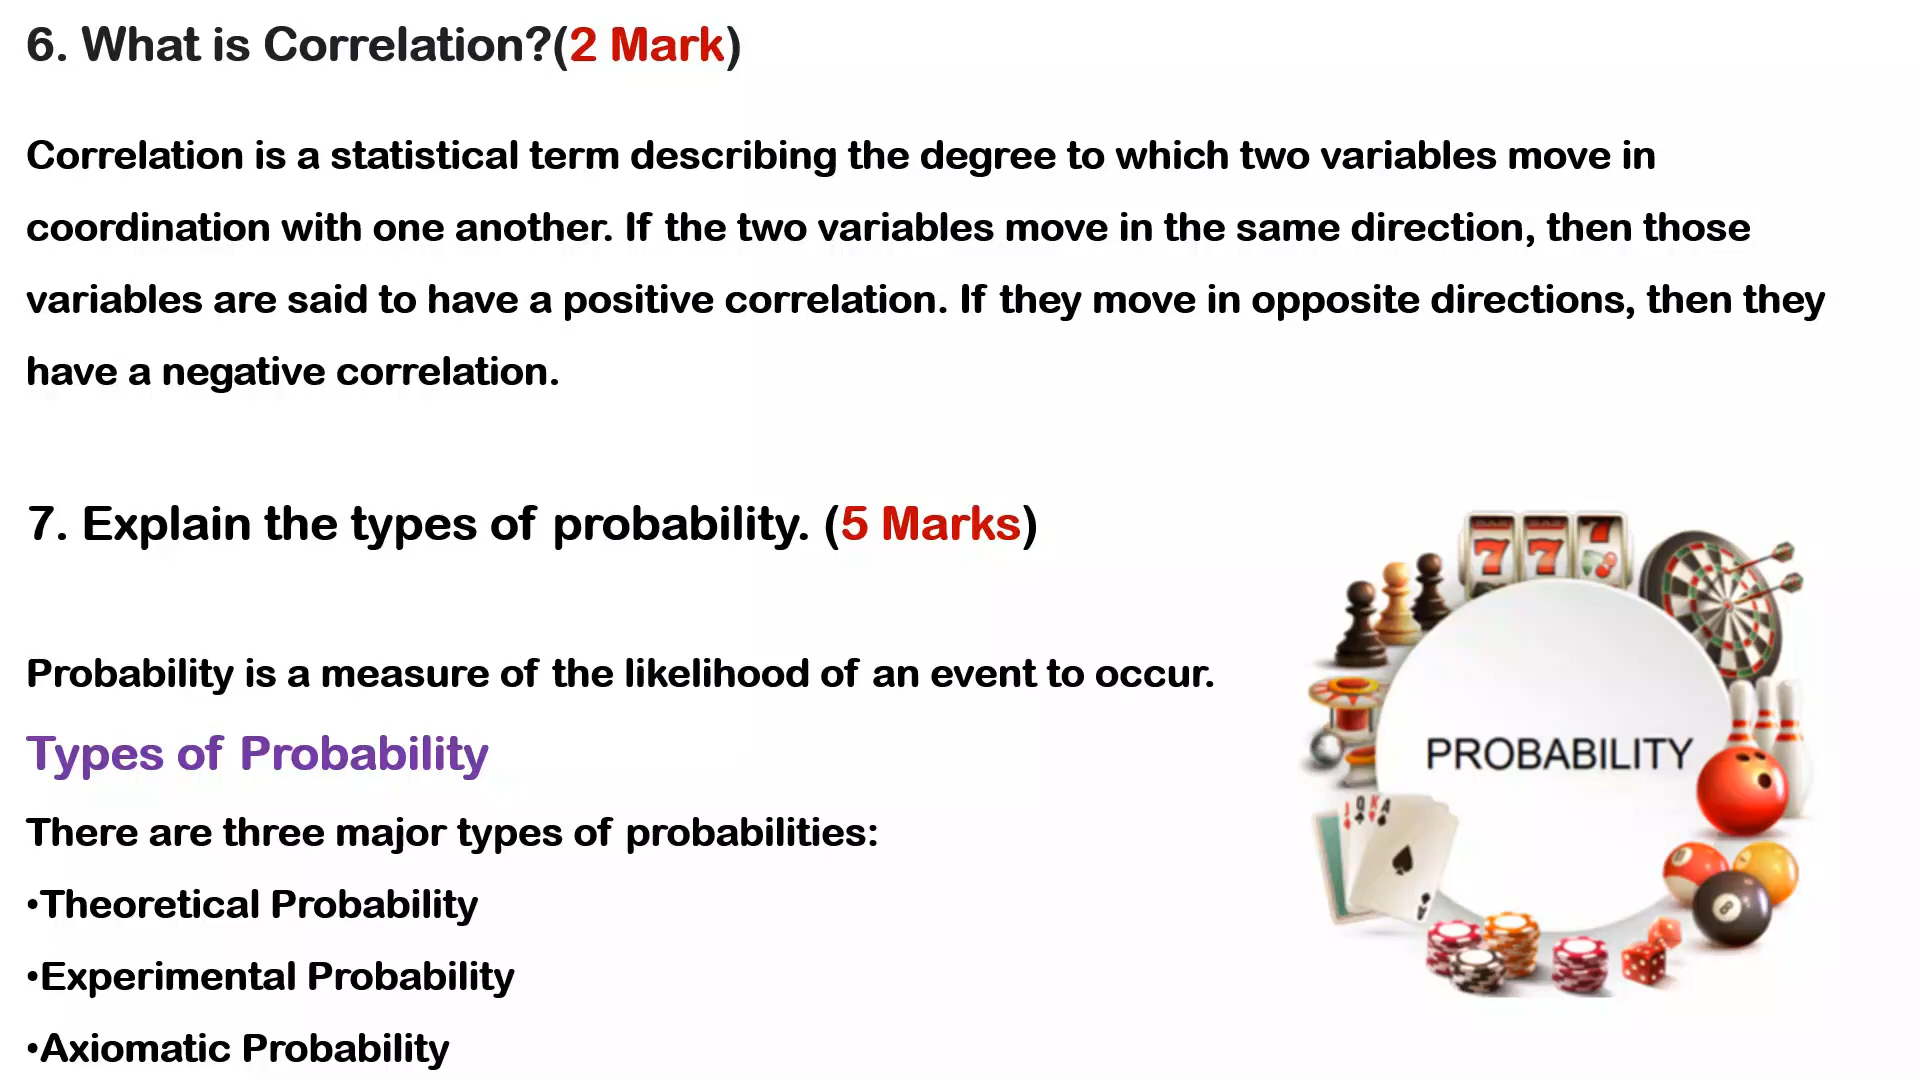 6. What is Correlation?(2 Mark)
Correlation is a statistical term describing the degree to which two variables move in
coordination with one another. If the two variables move in the same direction, then those
variables are said to have a positive correlation. If they move in opposite directions, then they
have a negative correlation.
7. Explain the types of probability. (5 Marks)
7 7 7
Probability is a measure of the likelihood of an event to occur.
Types of Probability
PROBABILITY
There are three major types of probabilities:
J Q K A
•Theoretical Probability
8
•Experimental Probability
•Axiomatic Probability